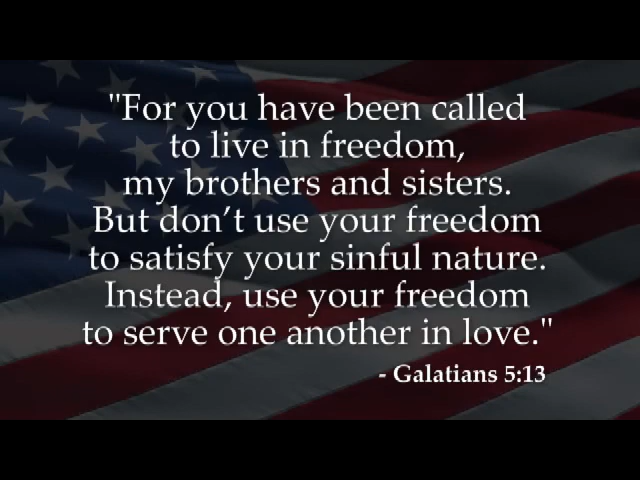 "For you have been called
to live in freedom,
my brothers and sisters.
But don’t use your freedom
to satisfy your sinful nature.
Instead, use your freedom
to serve one another in love."
- Galatians 5:13